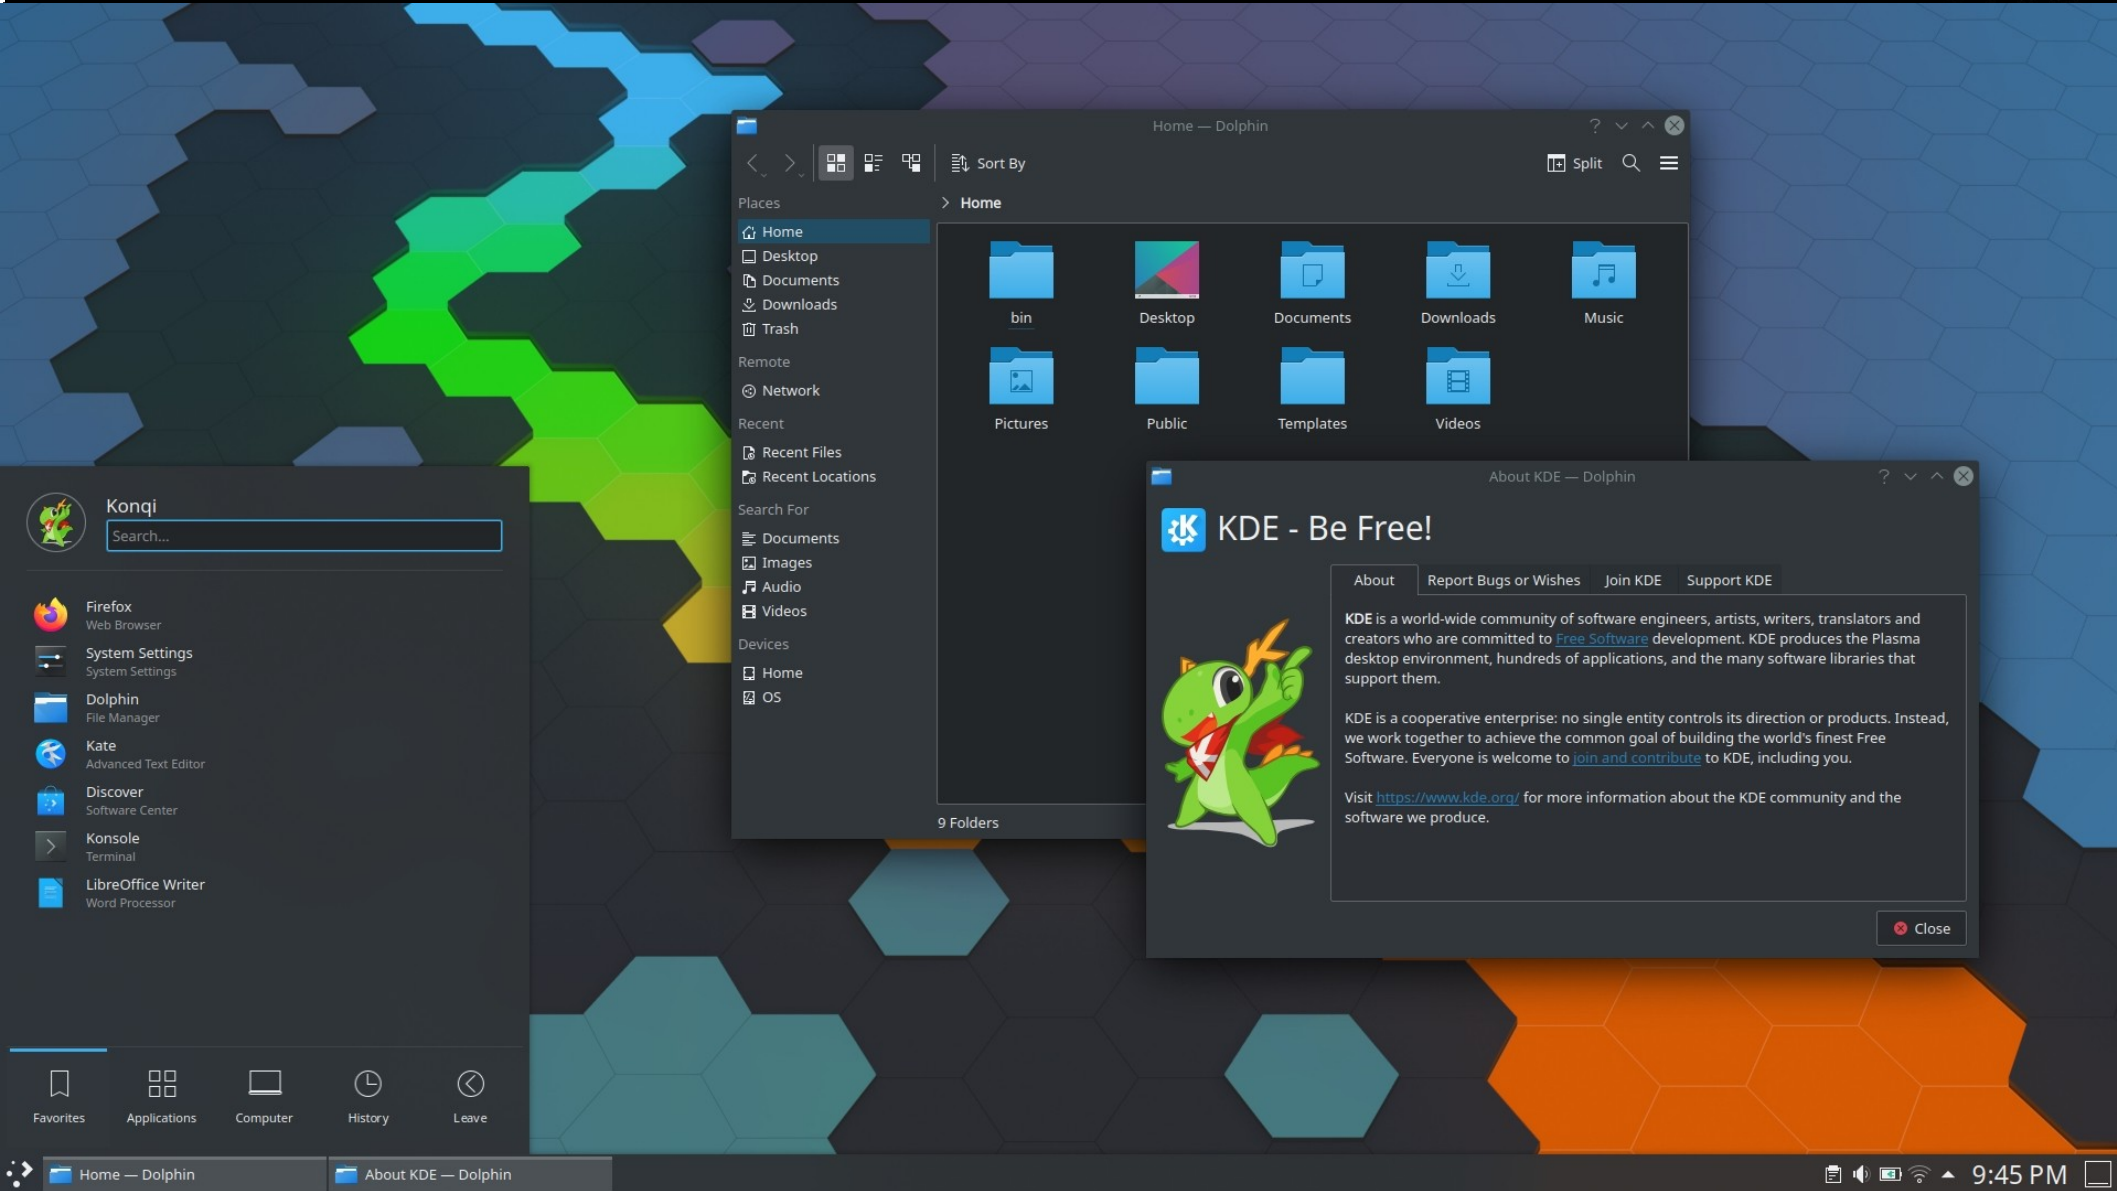 Home — Dolphin
Sort By
Split
Places
Home
Home
Desktop
Documents
Downloads
Trash
Remote
Network
Recent
Recent Files
Recent Locations
Search For
Documents
Images
Audio
Videos
Devices
Home
OS
bin
Desktop
Documents
Downloads
Music
Pictures
Public
Templates
Videos
9 Folders
About KDE — Dolphin
KDE - Be Free!
About
Report Bugs or Wishes
Join KDE
Support KDE
KDE is a world-wide community of software engineers, artists, writers, translators and
creators who are committed to Free Software development. KDE produces the Plasma
desktop environment, hundreds of applications, and the many software libraries that
support them.
KDE is a cooperative enterprise: no single entity controls its direction or products. Instead,
we work together to achieve the common goal of building the world's finest Free
Software. Everyone is welcome to join and contribute to KDE, including you.
Visit https://www.kde.org/ for more information about the KDE community and the
software we produce.
Close
Konqi
Search...
Firefox
Web Browser
System Settings
System Settings
Dolphin
File Manager
Kate
Advanced Text Editor
Discover
Software Center
Konsole
Terminal
LibreOffice Writer
Word Processor
Favorites
Applications
Computer
History
Leave
Home — Dolphin
About KDE — Dolphin
9:45 PM